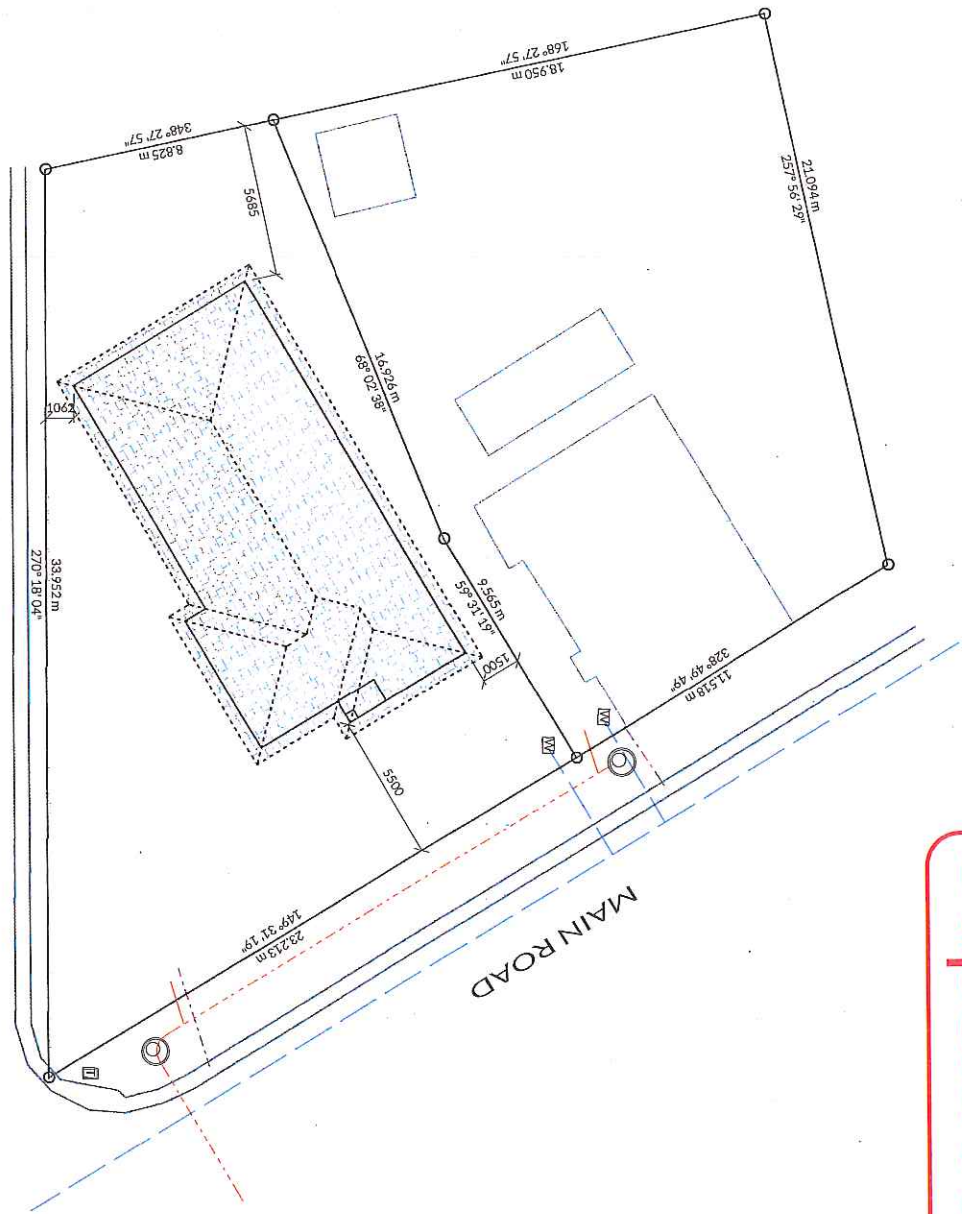 168° 27' 57"
18.950 m
348° 27' 57"
8.825 m
21.094 m
257° 56' 29"
5685
16.926 m
68° 02' 38"
1062
33.952 m
270° 18' 04"
9.565 m
59° 31' 19"
1500
328° 49' 49"
11.518 m
W
W
5500
149° 31' 19"
23.213 m
MAIN ROAD
T